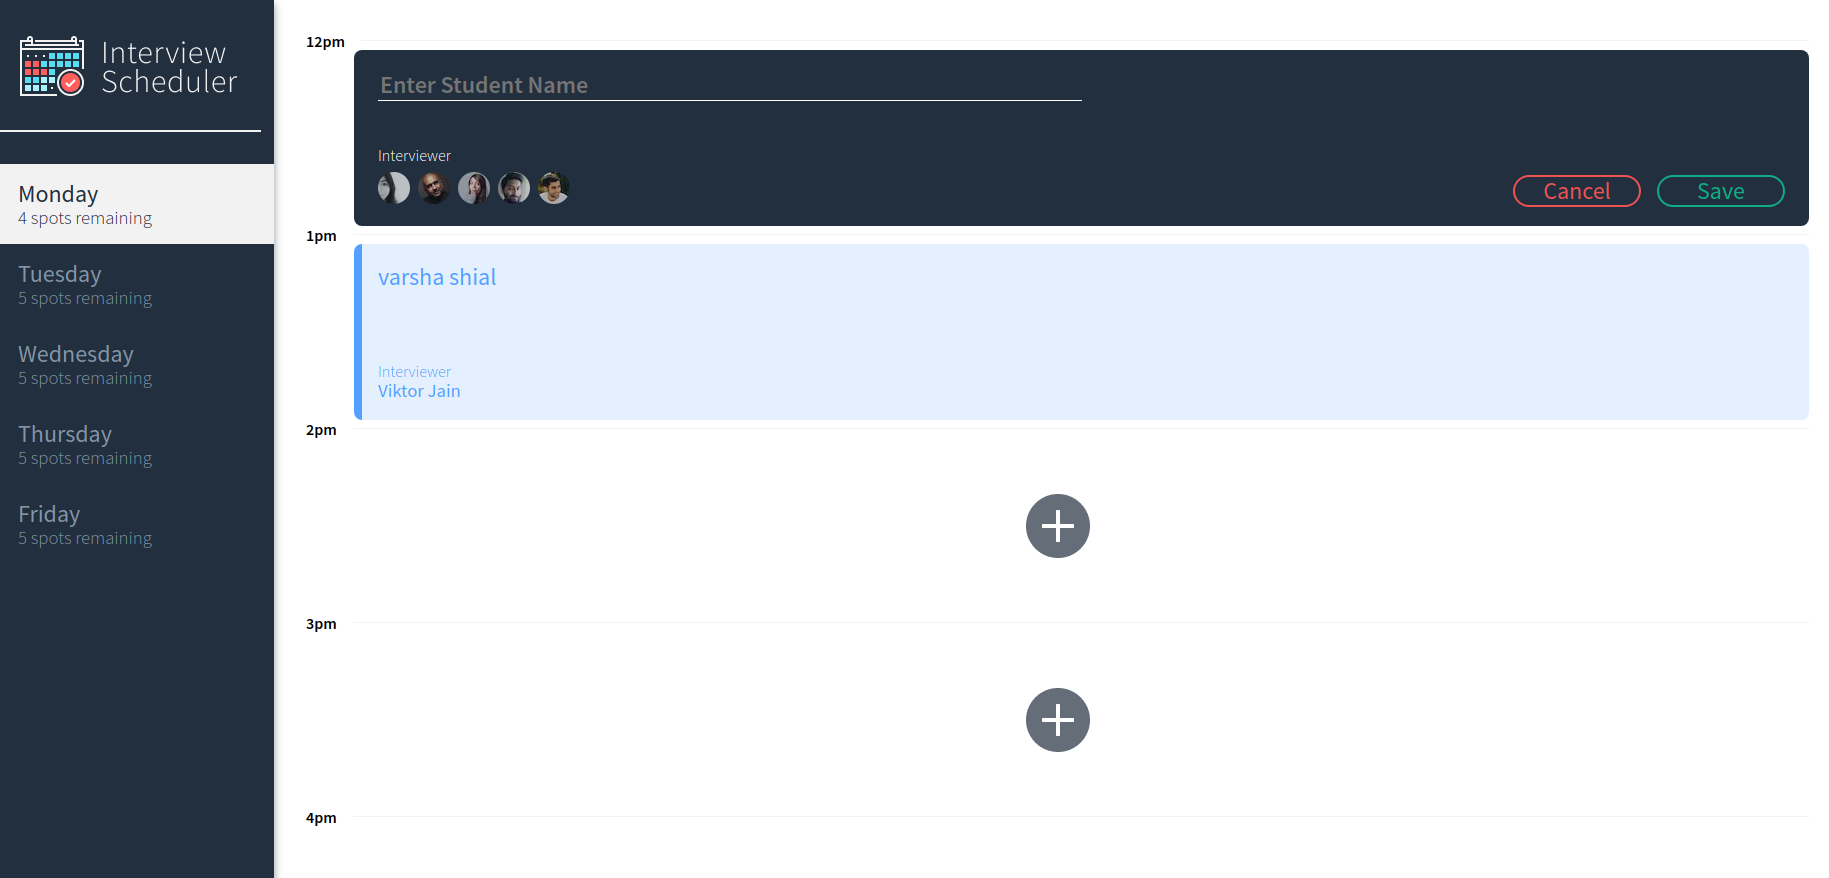 Interview
Scheduler
Monday
4 spots remaining
Tuesday
5 spots remaining
Wednesday
5 spots remaining
Thursday
5 spots remaining
Friday
5 spots remaining
12pm
Enter Student Name
Interviewer
Cancel
Save
1pm
varsha shial
Interviewer
Viktor Jain
2pm
3pm
4pm